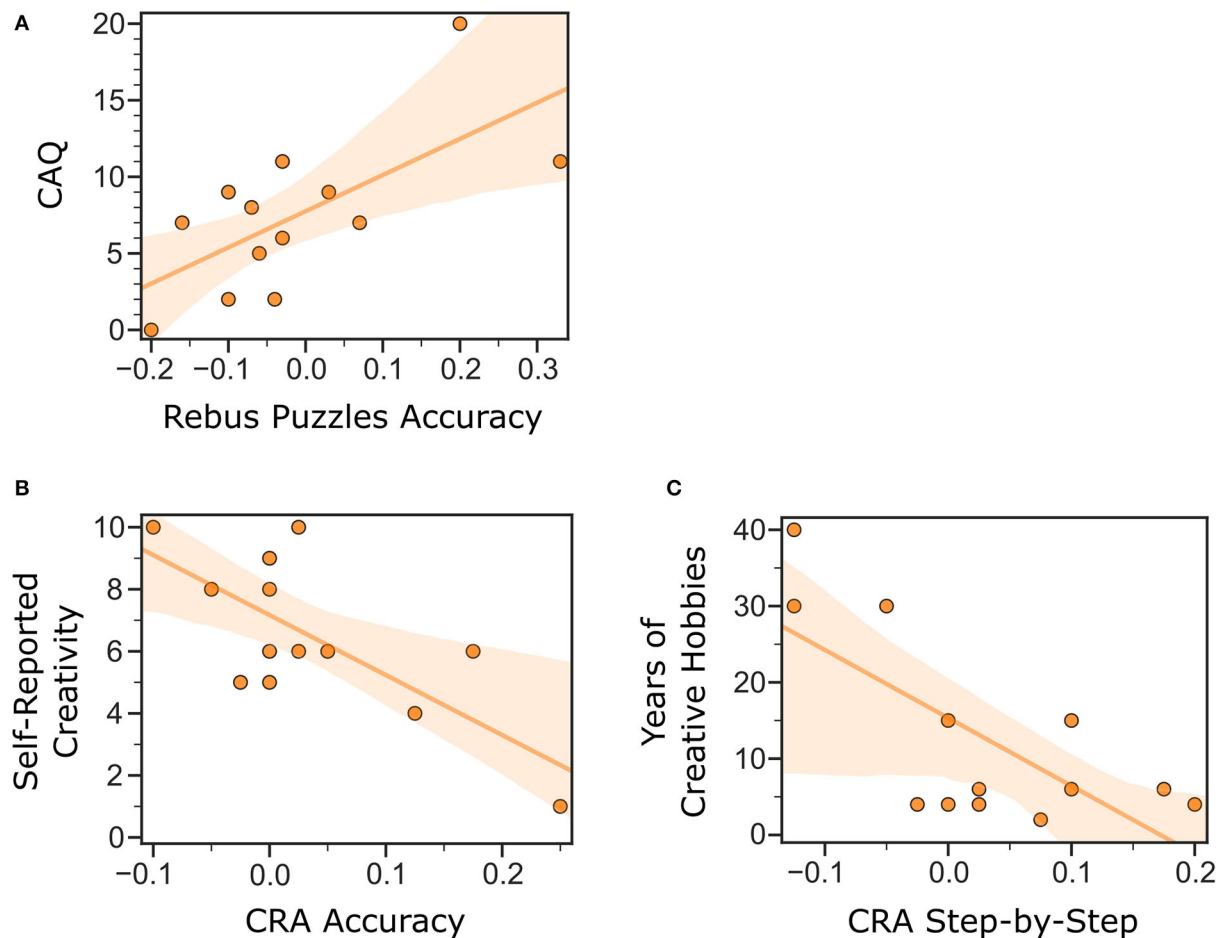 A
20
15
10
5
0
CAQ
−0.2 −0.1 0.0 0.1 0.2 0.3
Rebus Puzzles Accuracy
B
10
8
6
4
2
0
Self-Reported
Creativity
−0.1 0.0 0.2
CRA Accuracy
C
40
30
20
10
0
Years of
Creative Hobbies
−0.1 0.0 0.1 0.2
CRA Step-by-Step